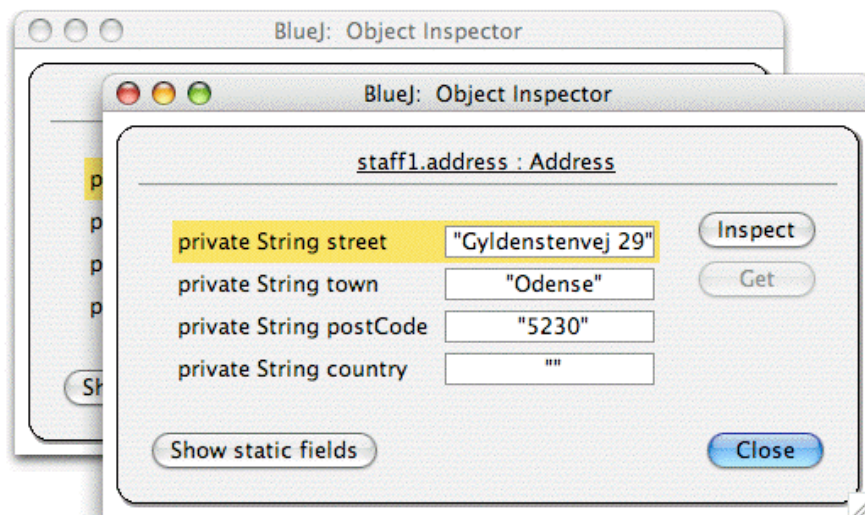 BlueJ: Object Inspector
BlueJ: Object Inspector
staff1.address : Address
p
private String street "Gyldenstenvej 29"
Inspect
p
private String town "Odense"
Get
p
private String postCode "5230"
p
private String country ""
Sh
Show static fields
Close